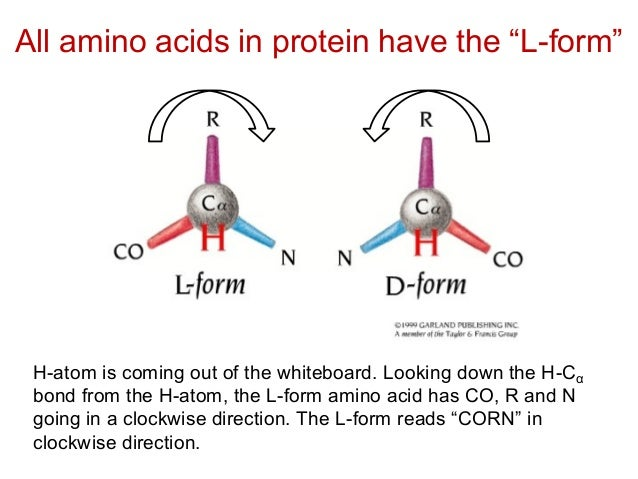 All amino acids in protein have the “L-form”
R
R
Cα
Cα
H
H
CO
N
N
CO
L-form
D-form
©1999 GARLAND PUBLISHING INC.
A member of the Taylor & Francis Group
H-atom is coming out of the whiteboard. Looking down the H-Cα
bond from the H-atom, the L-form amino acid has CO, R and N
going in a clockwise direction. The L-form reads “CORN” in
clockwise direction.